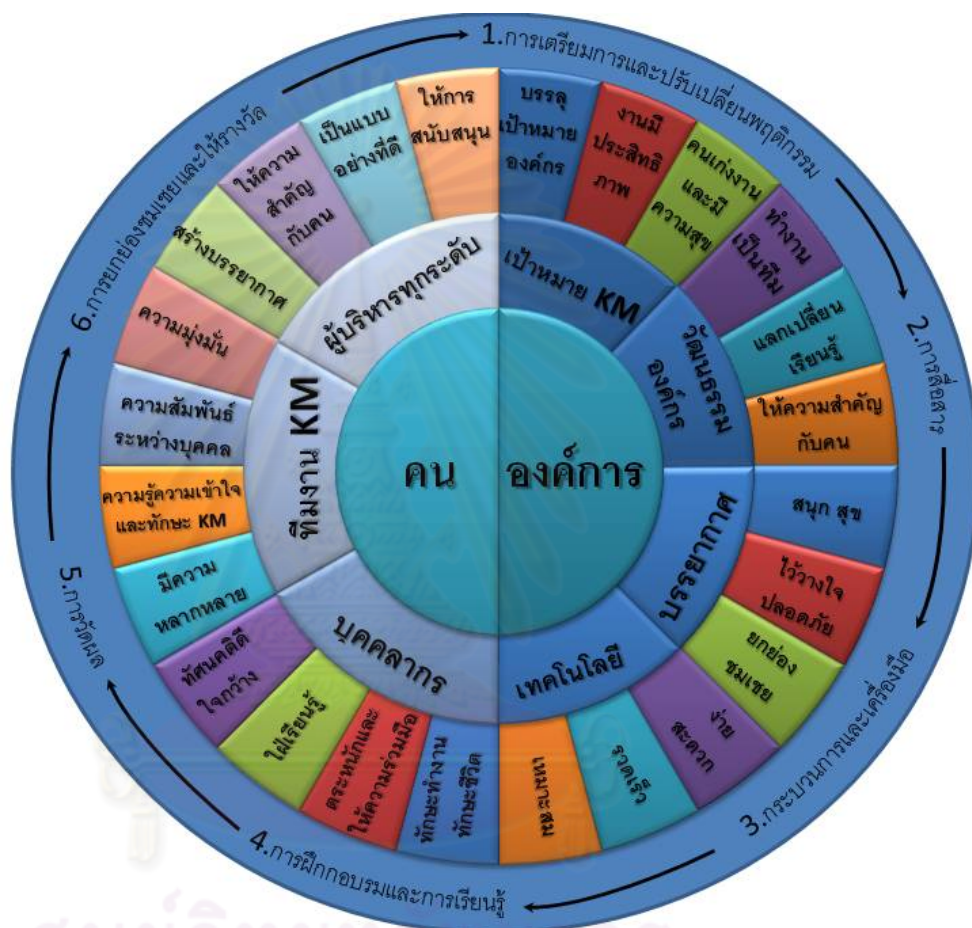 1.การเตรียมการและปรับเปลี่ยนพฤติกรรม
2.การสื่อสาร
3.กระบวนการและเครื่องมือ
4.การฝึกอบรมและการเรียนรู้
5.การวัดผล
6.การยกย่องชมเชยและให้รางวัล
บรรลุ
เป้าหมาย
องค์กร
งานมี
ประสิทธิ
ภาพ
คนเก่งงาน
และมี
ความสุข
ทำงาน
เป็นทีม
แลกเปลี่ยน
เรียนรู้
ให้ความสำคัญ
กับคน
สนุก สุข
ไว้วางใจ
ปลอดภัย
ยกย่อง
ชมเชย
ง่าย
สะดวก
รวดเร็ว
เหมาะสม
ทักษะทำงาน
ทักษะชีวิต
ตระหนักและ
ให้ความร่วมมือ
ใฝ่เรียนรู้
ทัศนคติดี
ใจกว้าง
มีความ
หลากหลาย
ความรู้ความเข้าใจ
และทักษะ KM
ความสัมพันธ์
ระหว่างบุคคล
ความมุ่งมั่น
สร้างบรรยากาศ
ให้ความ
สำคัญ
กับคน
เป็นแบบ
อย่างที่ดี
ให้การ
สนับสนุน
เป้าหมาย KM
วัฒนธรรม
องค์กร
บรรยากาศ
เทคโนโลยี
บุคคลากร
ทีมงาน KM
ผู้บริหารทุกระดับ
คน
องค์การ